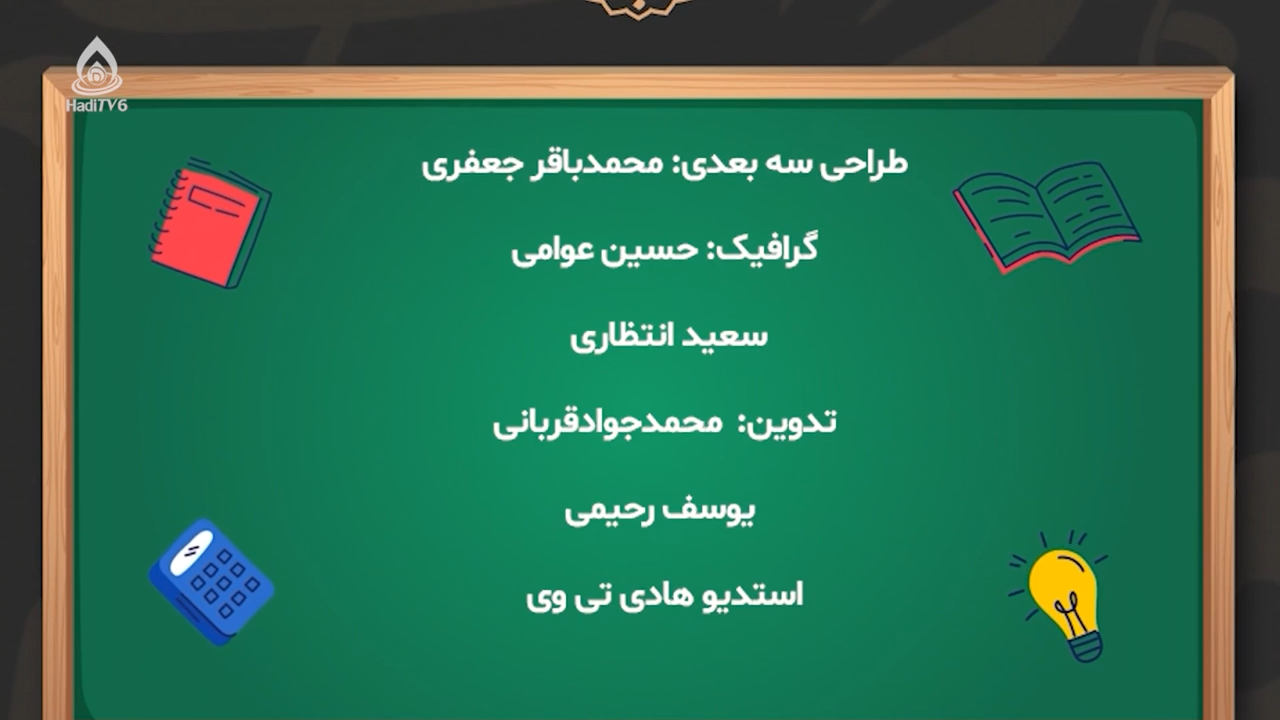 HadiTV6
طراحی سه بعدی: محمدباقر جعفری
گرافیک: حسین عوامی
سعید انتظاری
تدوین: محمدجوادقربانی
یوسف رحیمی
استدیو هادی تی وی